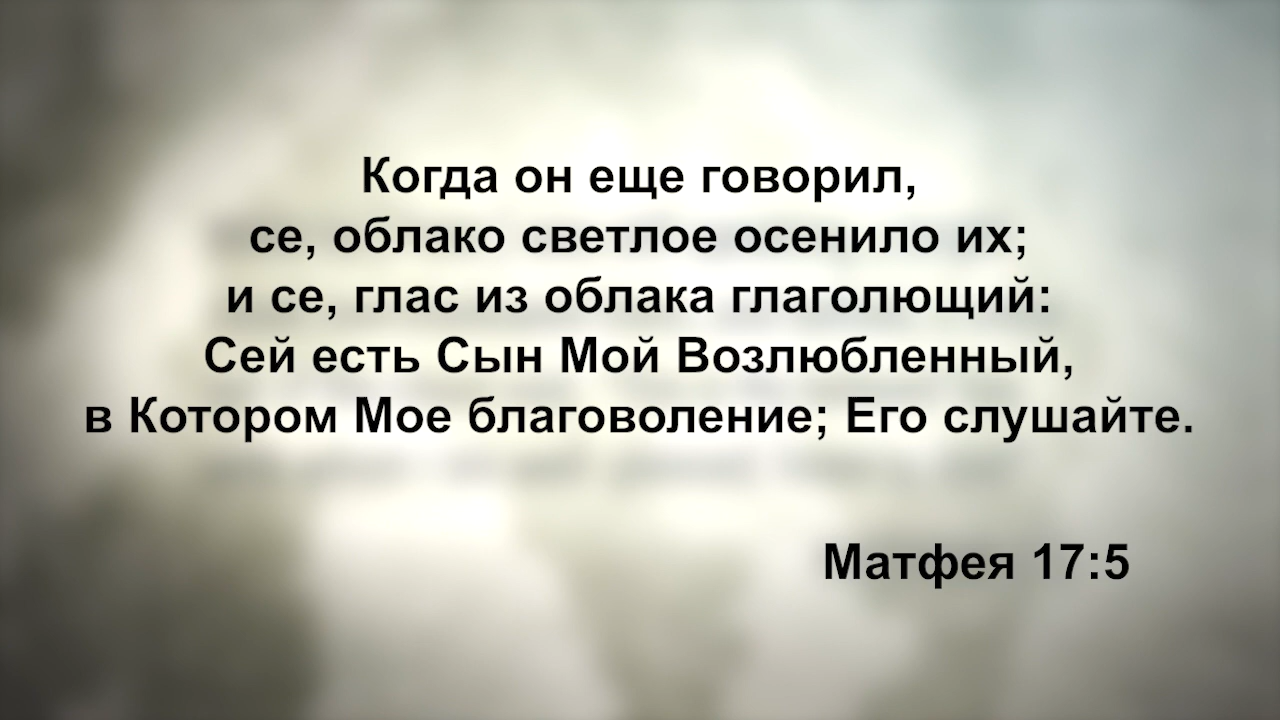 Когда он еще говорил,
се, облако светлое осенило их;
и се, глас из облака глаголющий:
Сей есть Сын Мой Возлюбленный,
в Котором Мое благоволение; Его слушайте.
Матфея 17:5